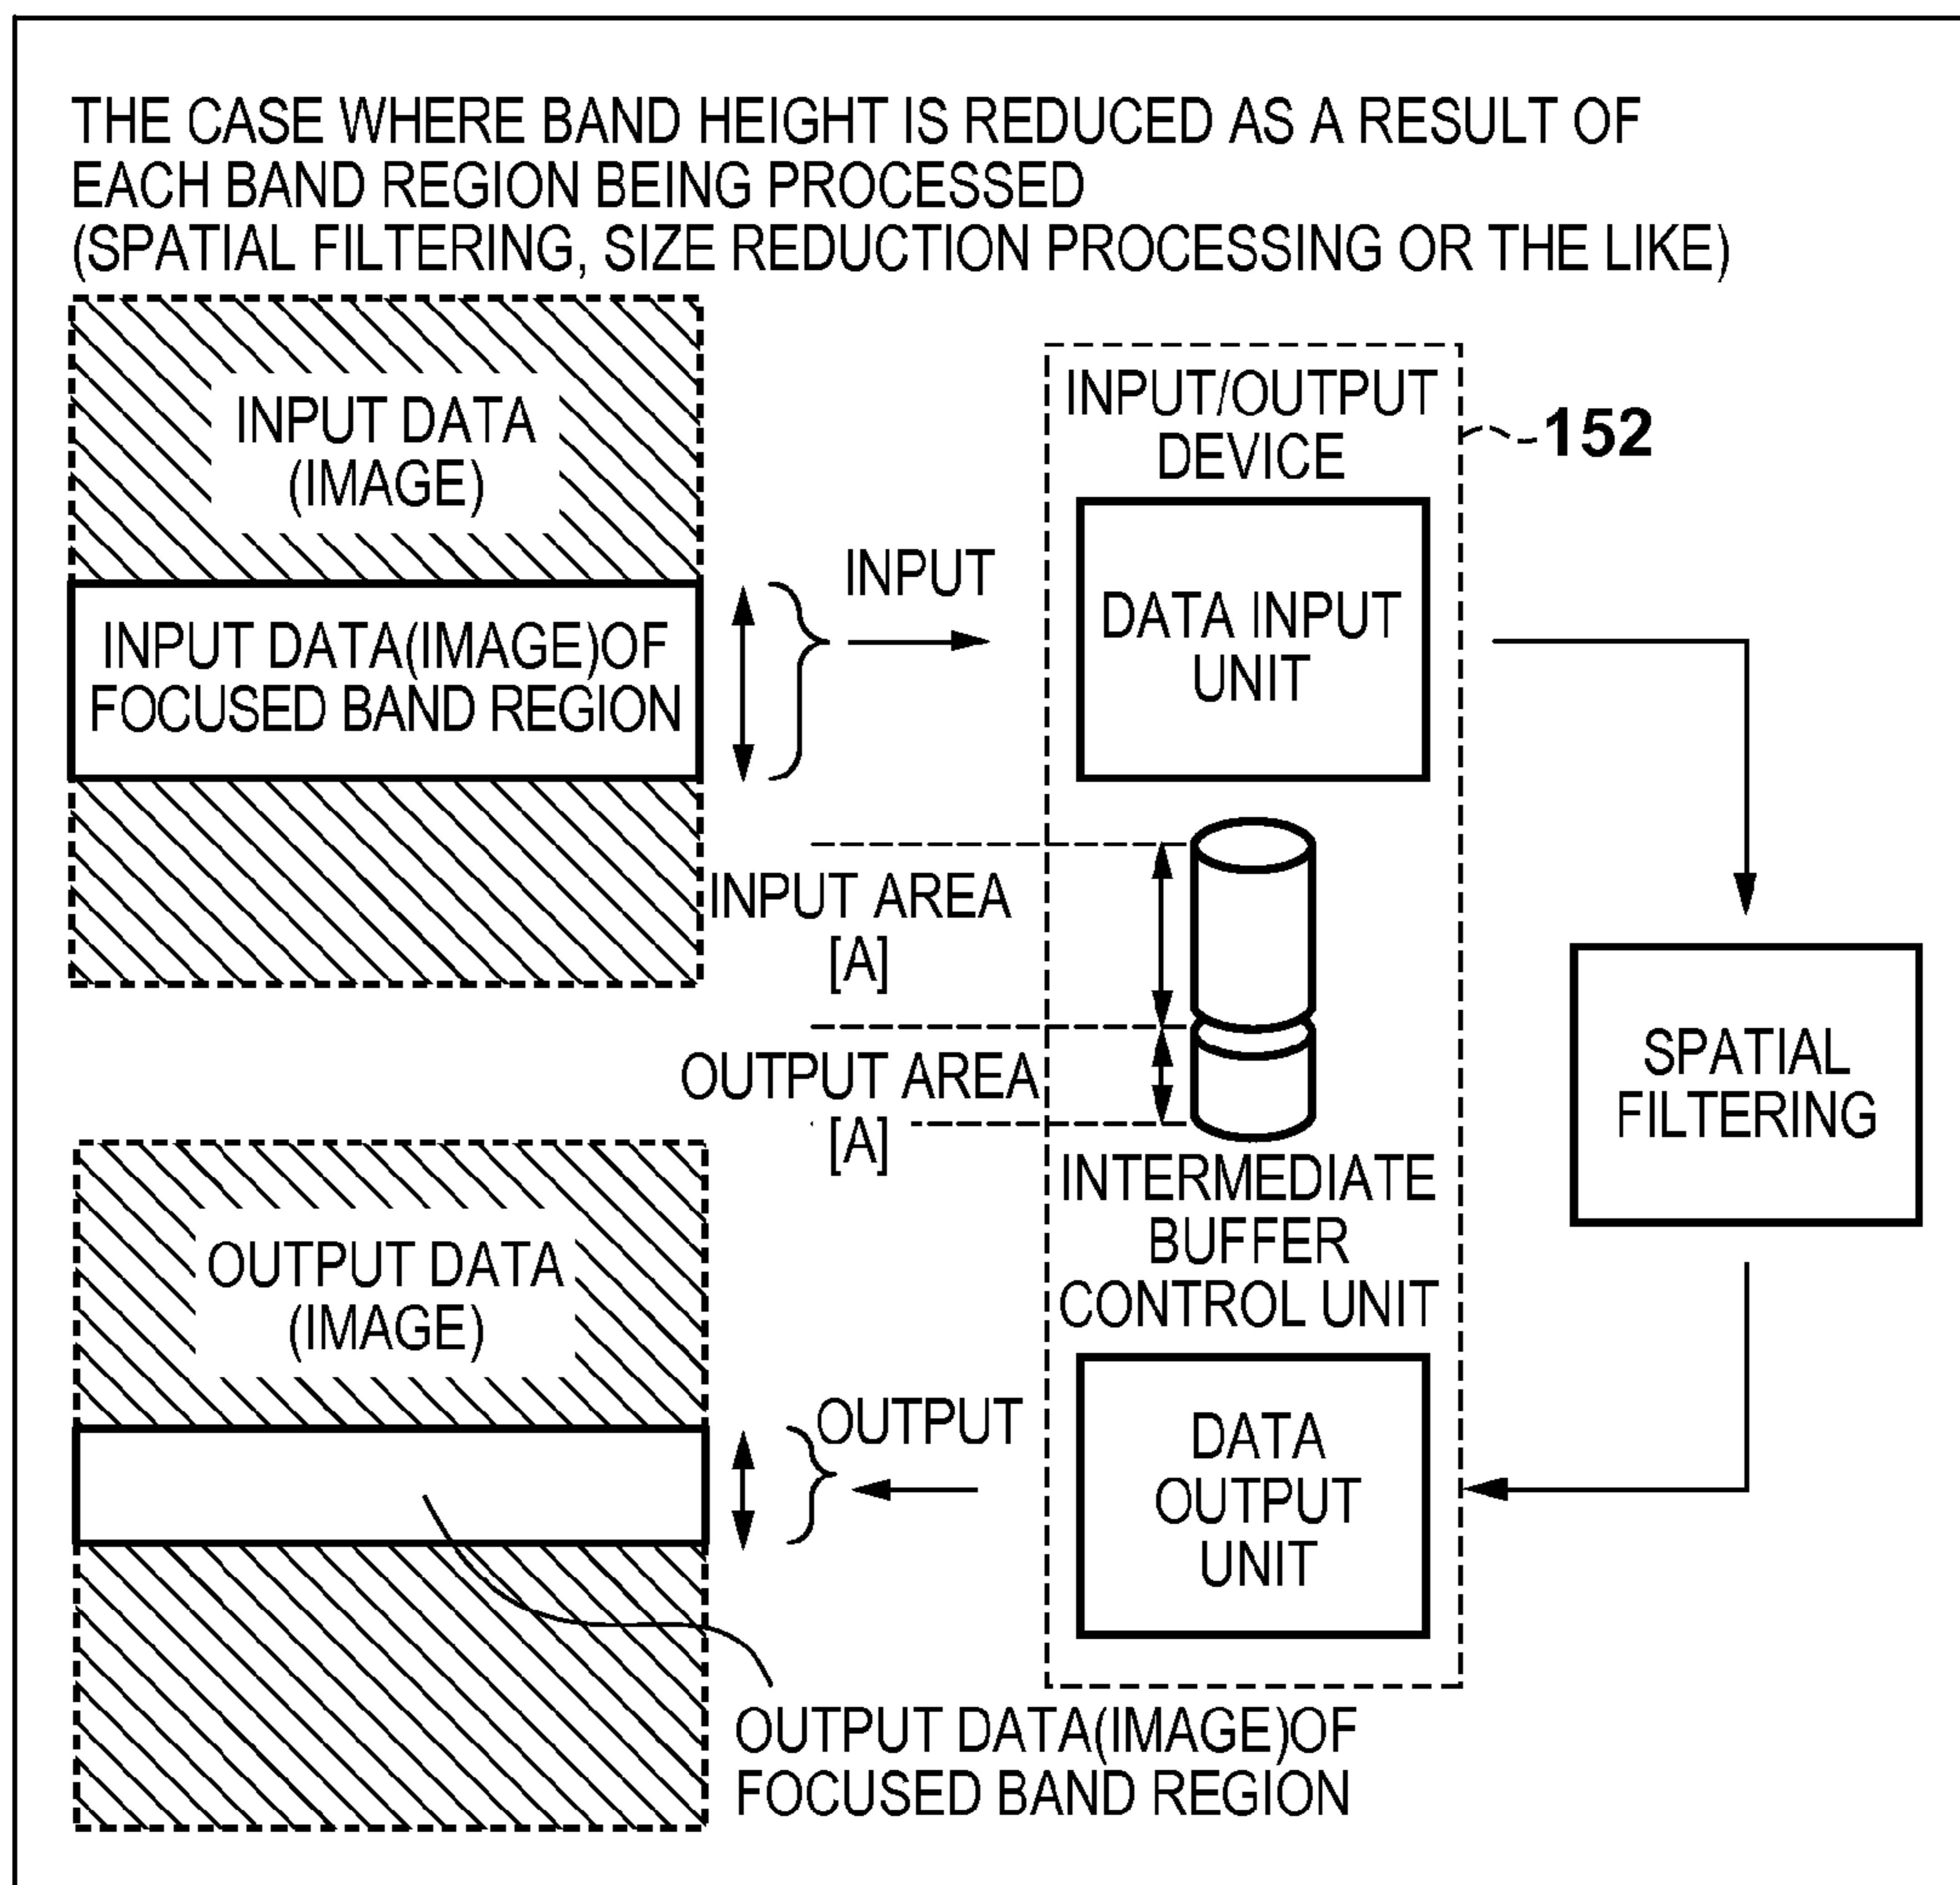 THE CASE WHERE BAND HEIGHT IS REDUCED AS A RESULT OF
EACH BAND REGION BEING PROCESSED
(SPATIAL FILTERING, SIZE REDUCTION PROCESSING OR THE LIKE)
INPUT DATA
(IMAGE)
INPUT DATA(IMAGE)OF
FOCUSED BAND REGION
INPUT
INPUT/OUTPUT
DEVICE
152
DATA INPUT
UNIT
INPUT AREA
[A]
OUTPUT AREA
[A]
INTERMEDIATE
BUFFER
CONTROL UNIT
SPATIAL
FILTERING
OUTPUT DATA
(IMAGE)
OUTPUT
DATA
OUTPUT
UNIT
OUTPUT DATA(IMAGE)OF
FOCUSED BAND REGION